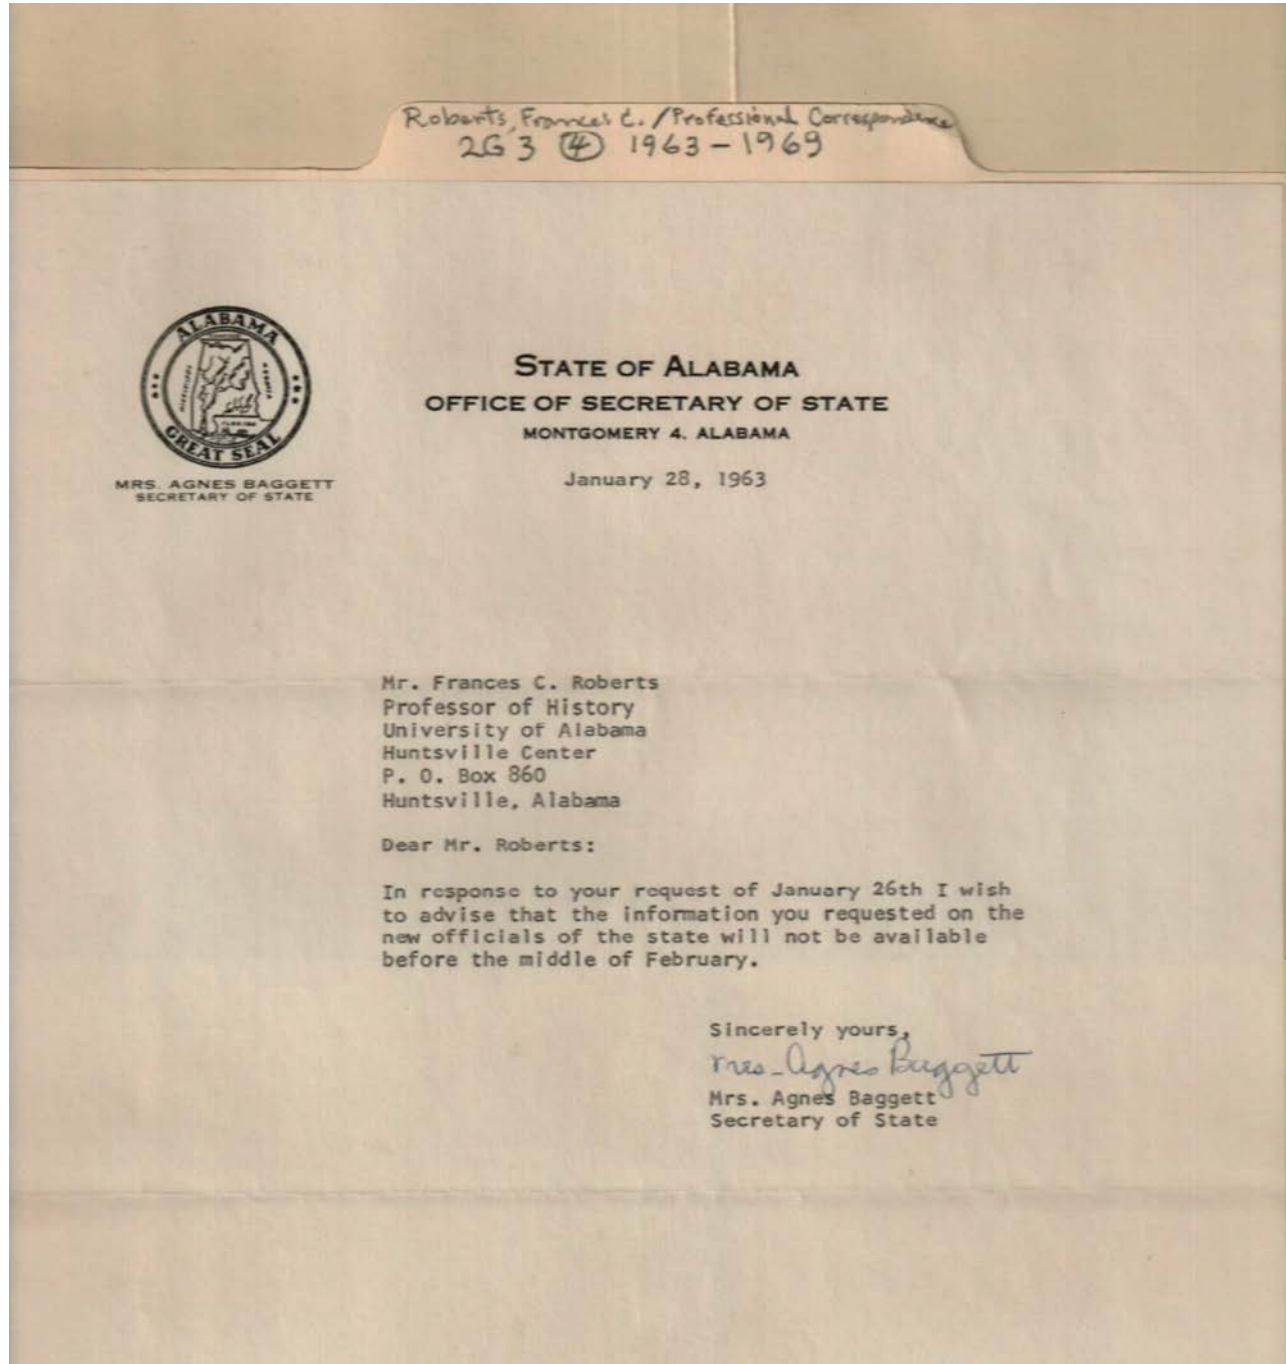 Roberts, Frances C. / Professional Correspondence
2G 3 ④ 1963-1969
ALABAMA
GREAT SEAL
MRS. AGNES BAGGETT
SECRETARY OF STATE
STATE OF ALABAMA
OFFICE OF SECRETARY OF STATE
MONTGOMERY 4, ALABAMA
January 28, 1963
Mr. Frances C. Roberts
Professor of History
University of Alabama
Huntsville Center
P. O. Box 860
Huntsville, Alabama
Dear Mr. Roberts:
In response to your request of January 26th I wish
to advise that the information you requested on the
new officials of the state will not be available
before the middle of February.
Sincerely yours,
Mrs. Agnes Baggett
Mrs. Agnes Baggett
Secretary of State